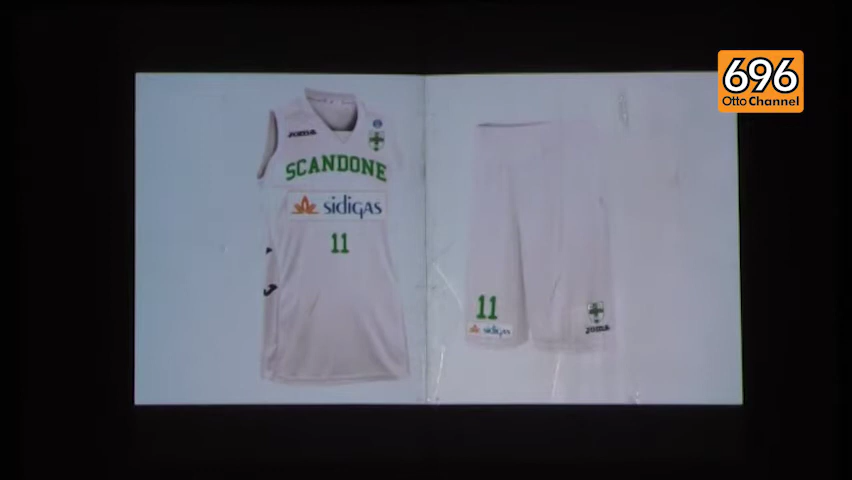 696
Otto Channel
JOMA
SCANDONE
sidigas
11
11
sidigas
JOMA